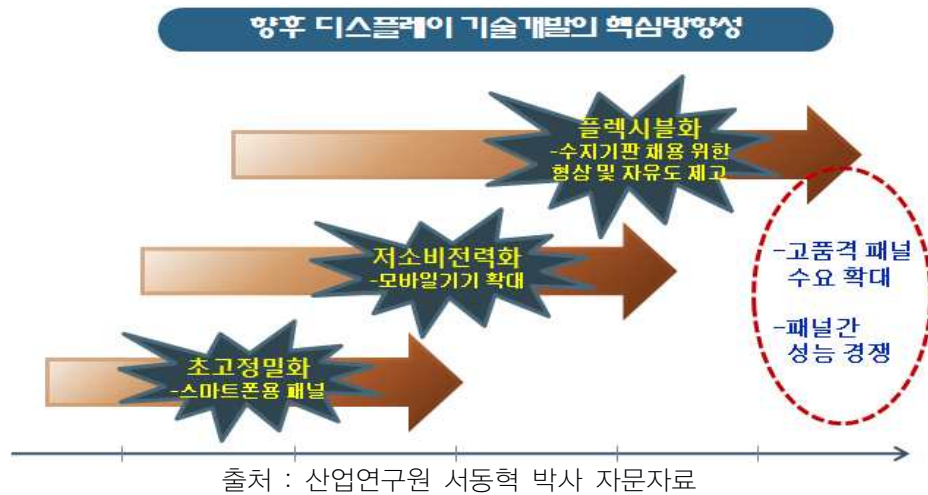 향후 디스플레이 기술개발의 핵심방향성
플렉시블화
-수지기판 채용 위한
형상 및 자유도 제고
저소비전력화
-모바일기기 확대
-고품격 패널
수요 확대
-패널간
성능 경쟁
초고정밀화
-스마트폰용 패널
출처 : 산업연구원 서동혁 박사 자문자료